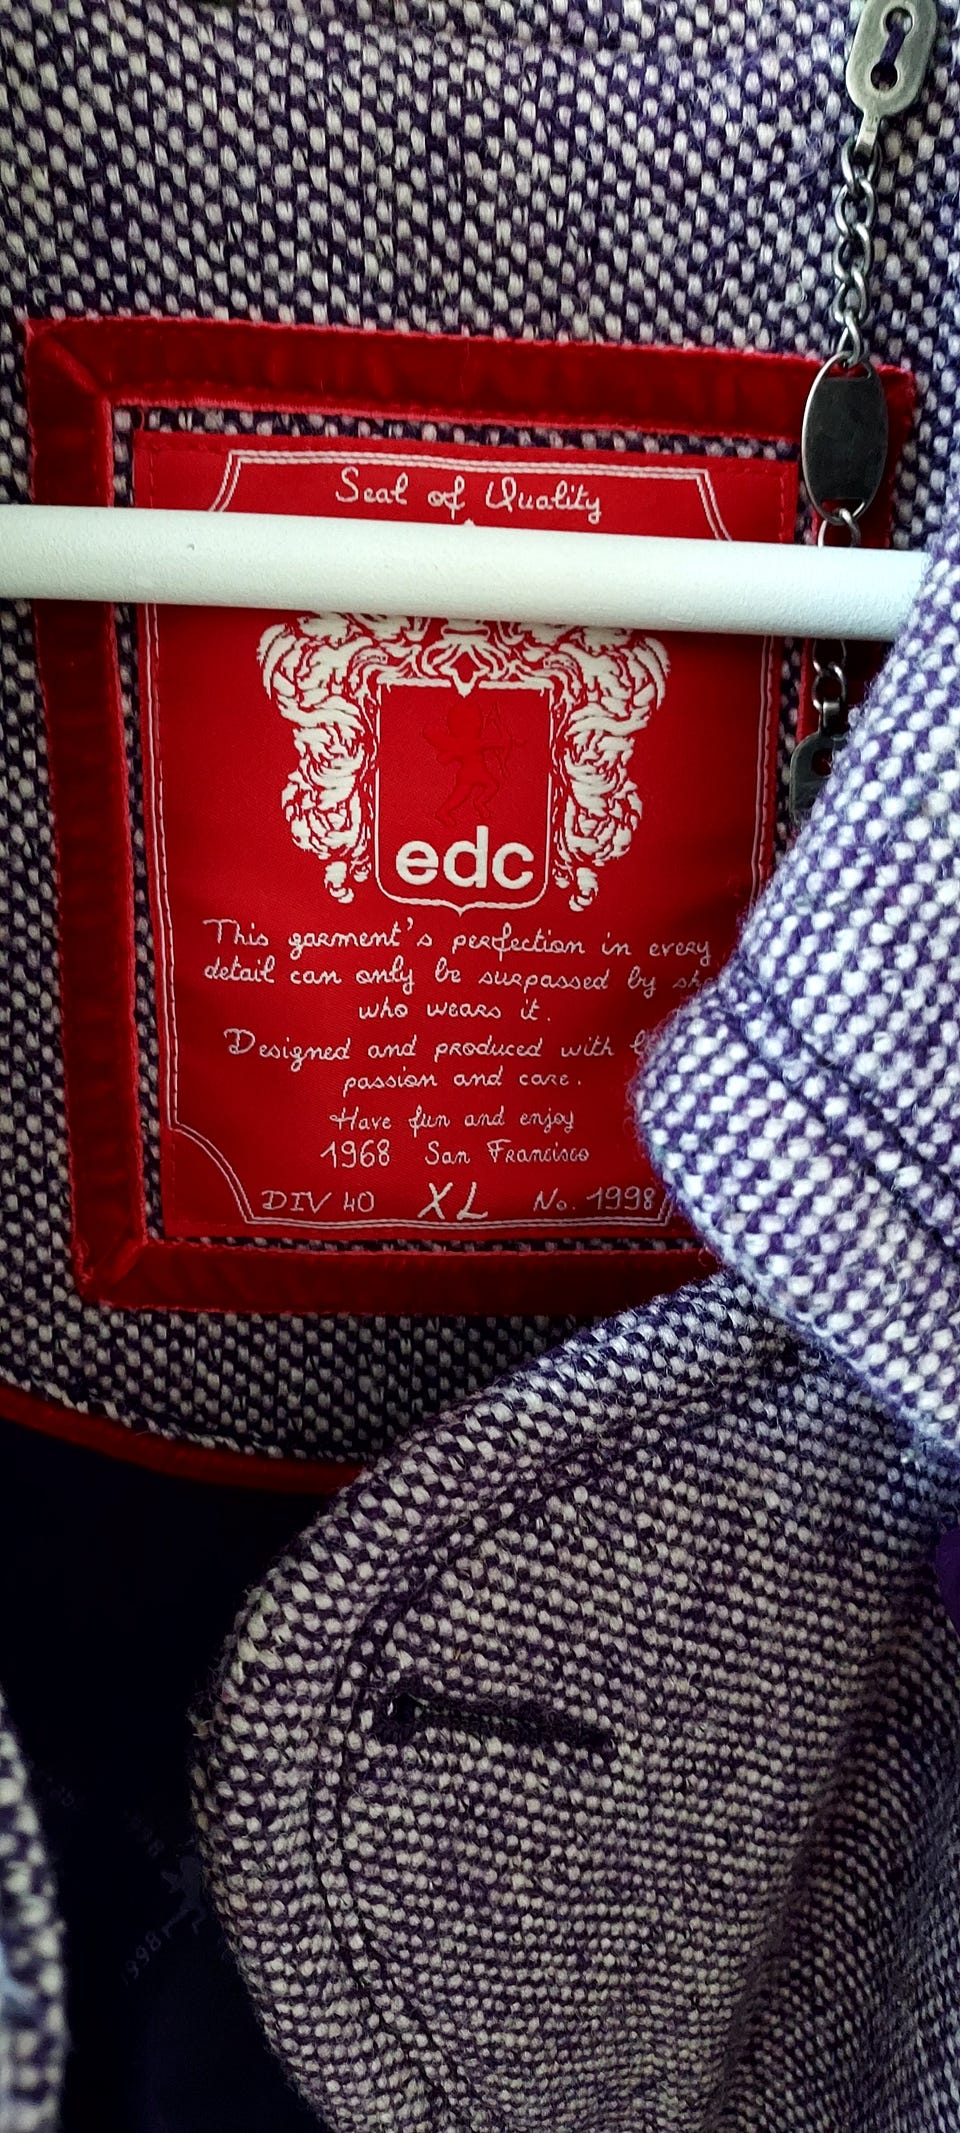 Seal of Quality
edc
This garment's perfection in every
detail can only be surpassed by
who wears it.
Designed and produced with
passion and care.
Have fun and enjoy
1968 San Francisco
DIV 40 XL No. 1998
1998